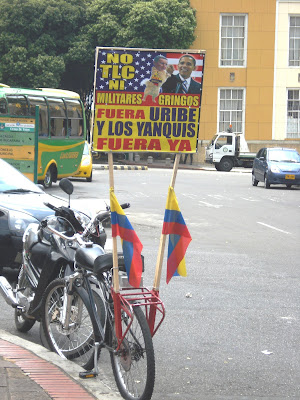 NO
TLC
NI
MILITARES GRINGOS
FUERA URIBE
Y LOS YANQUIS
FUERA YA